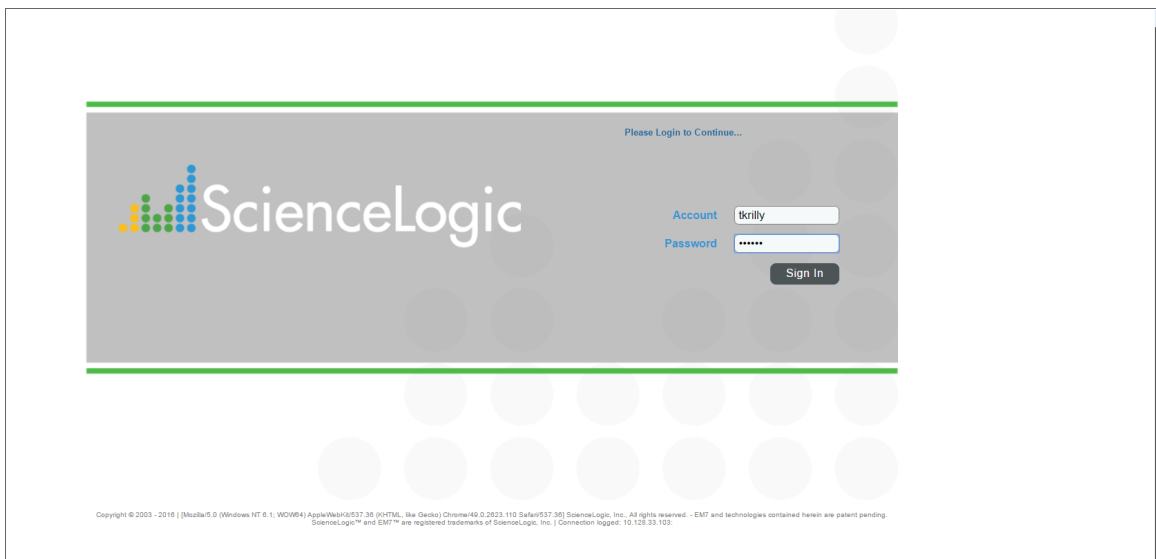 Please Login to Continue...
ScienceLogic
Account tkrilly
Password ••••••
Sign In
Copyright © 2003 - 2016 | [Mozilla/5.0 (Windows NT 6.1; WOW64) AppleWebKit/537.36 (KHTML, like Gecko) Chrome/49.0.2623.110 Safari/537.36] ScienceLogic, Inc., All rights reserved. - EM7 and technologies contained herein are patent pending.
ScienceLogic™ and EM7™ are registered trademarks of ScienceLogic, Inc. | Connection logged: 10.128.33.103: